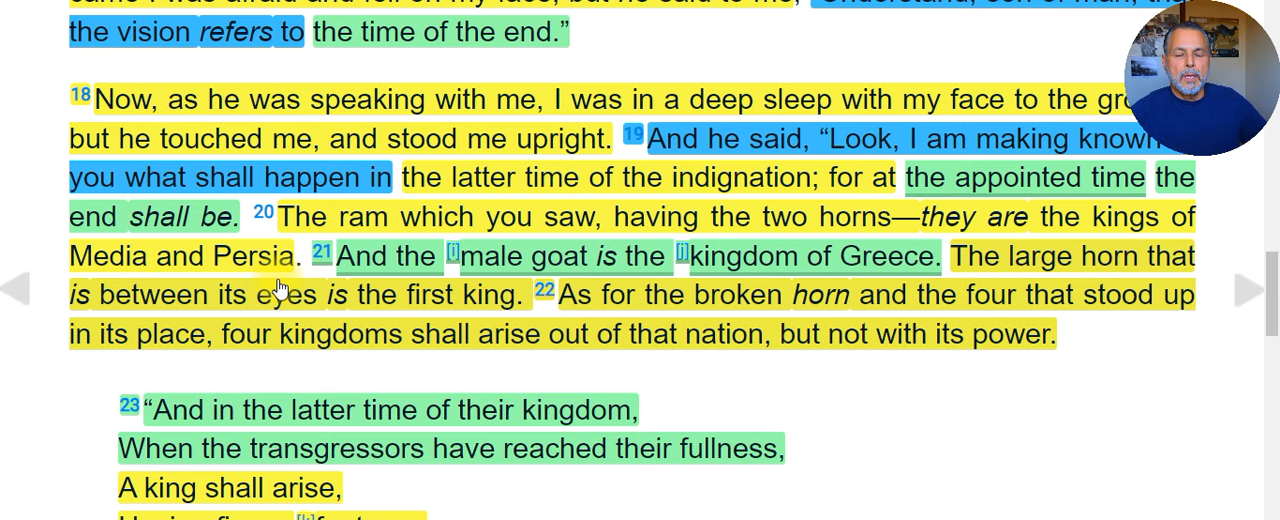 the vision refers to the time of the end.”
18 Now, as he was speaking with me, I was in a deep sleep with my face to the
but he touched me, and stood me upright. 19 And he said, “Look, I am making known
you what shall happen in the latter time of the indignation; for at the appointed time the
end shall be. 20 The ram which you saw, having the two horns—they are the kings of
Media and Persia. 21 And the [i]male goat is the [j]kingdom of Greece. The large horn that
is between its eyes is the first king. 22 As for the broken horn and the four that stood up
in its place, four kingdoms shall arise out of that nation, but not with its power.
23 “And in the latter time of their kingdom,
When the transgressors have reached their fullness,
A king shall arise,